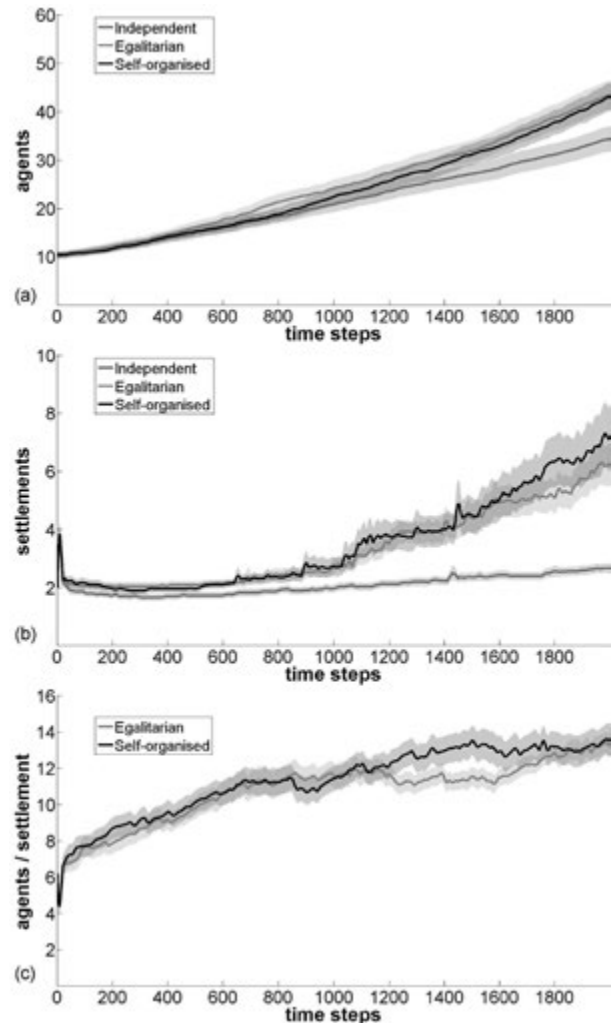 60
Independent
Egalitarian
Self-organised
50
40
30
20
10
agents
(a)
0 200 400 600 800 1000 1200 1400 1600 1800
time steps
10
Independent
Egalitarian
Self-organised
8
6
4
2
settlements
(b)
0 200 400 600 800 1000 1200 1400 1600 1800
time steps
16
Egalitarian
Self-organised
14
12
10
8
6
4
2
agents / settlement
(c)
0 200 400 600 800 1000 1200 1400 1600 1800
time steps